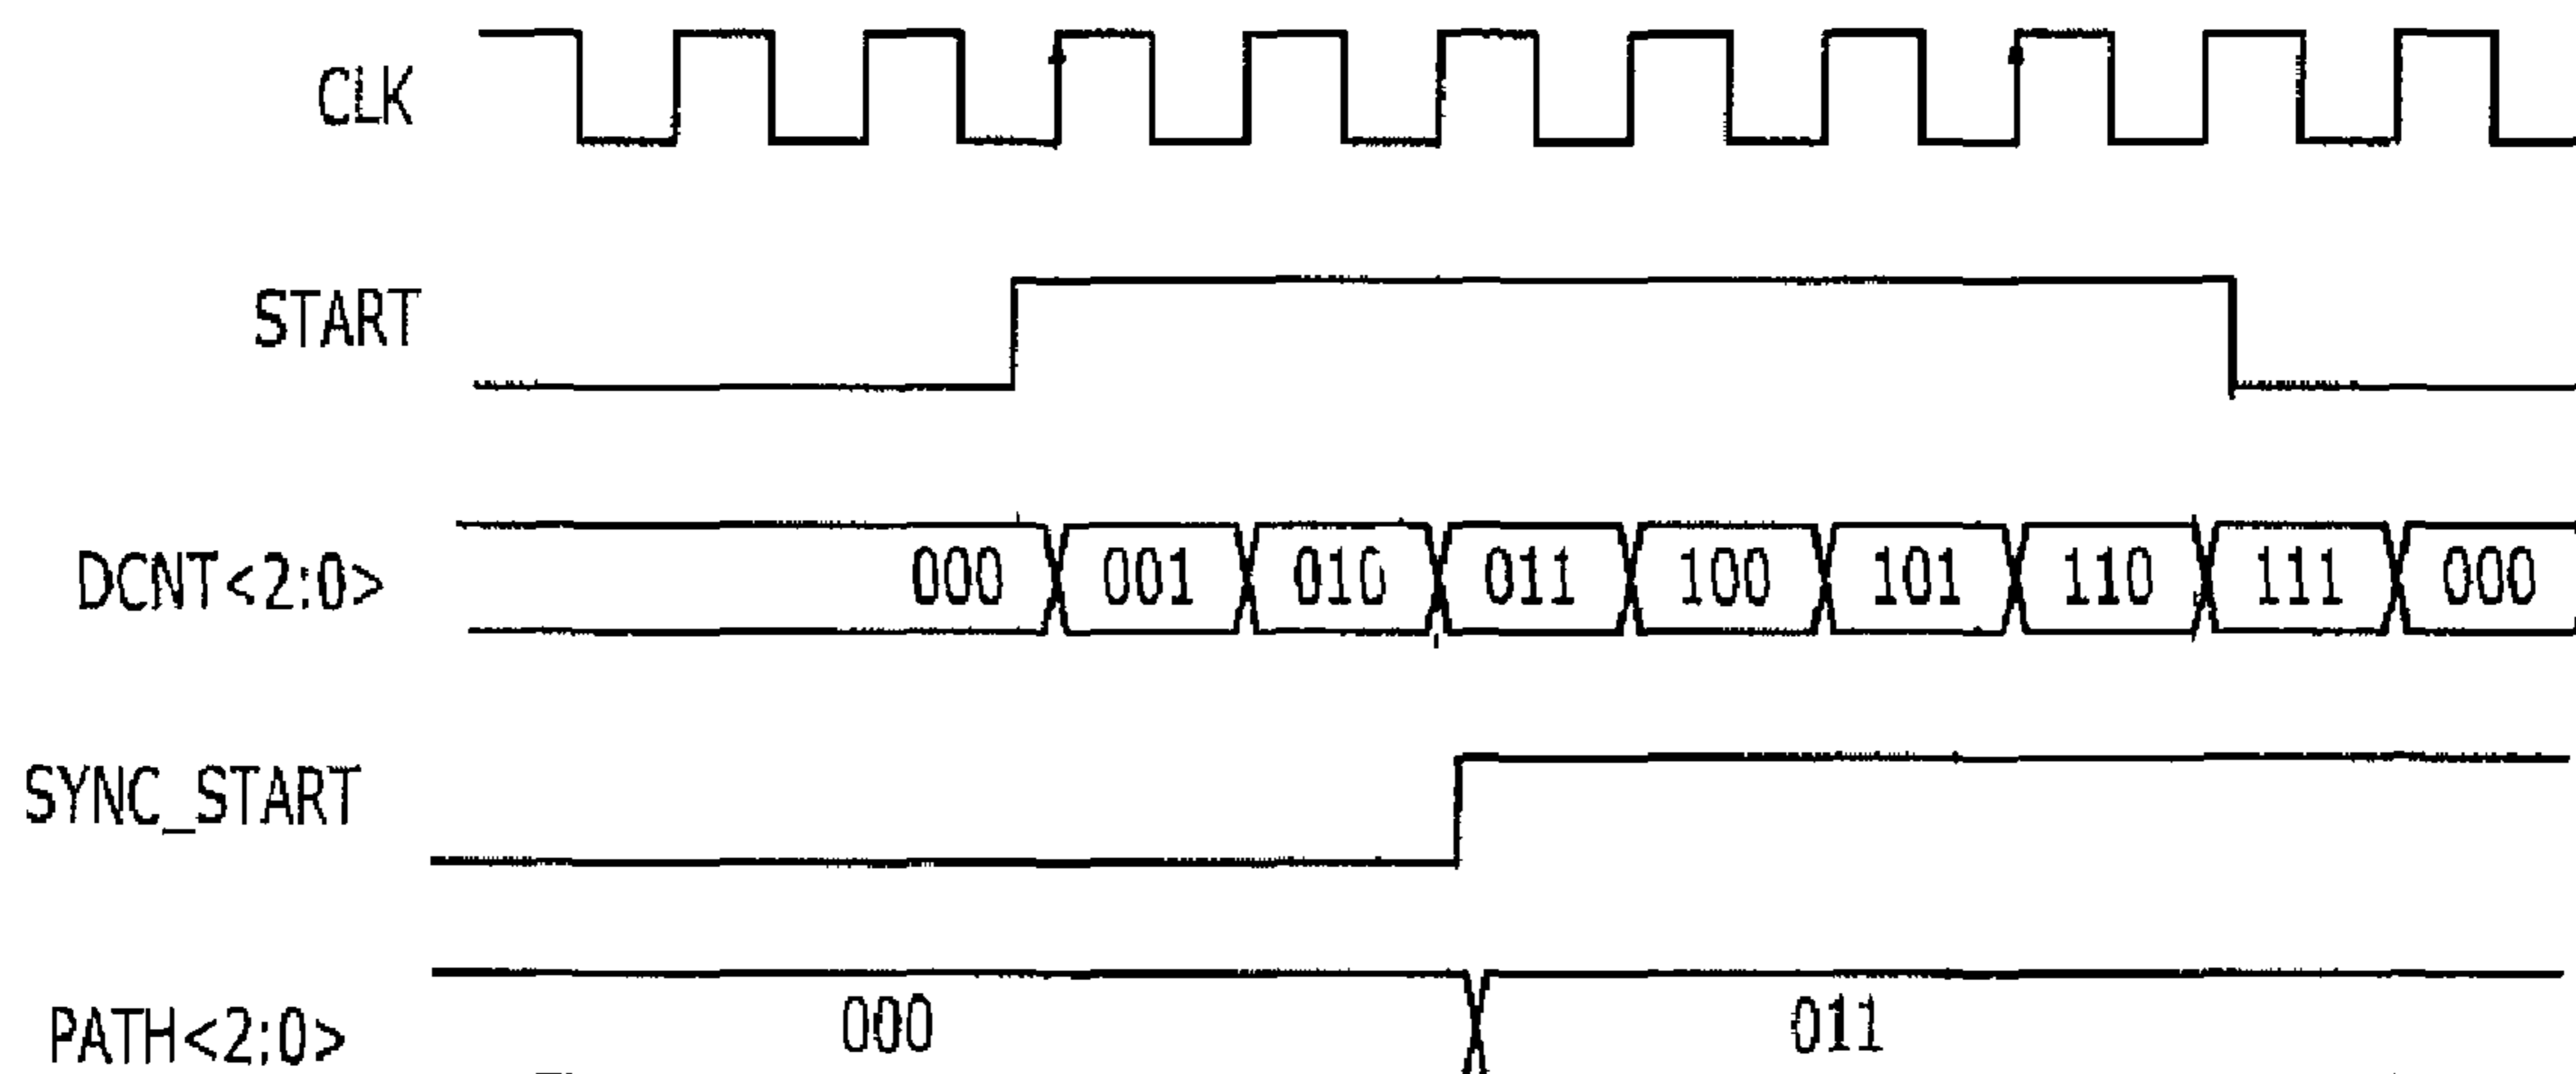 CLK
START
DCNT<2:0> 000 001 010 011 100 101 110 111 000
SYNC_START
PATH<2:0> 000 011